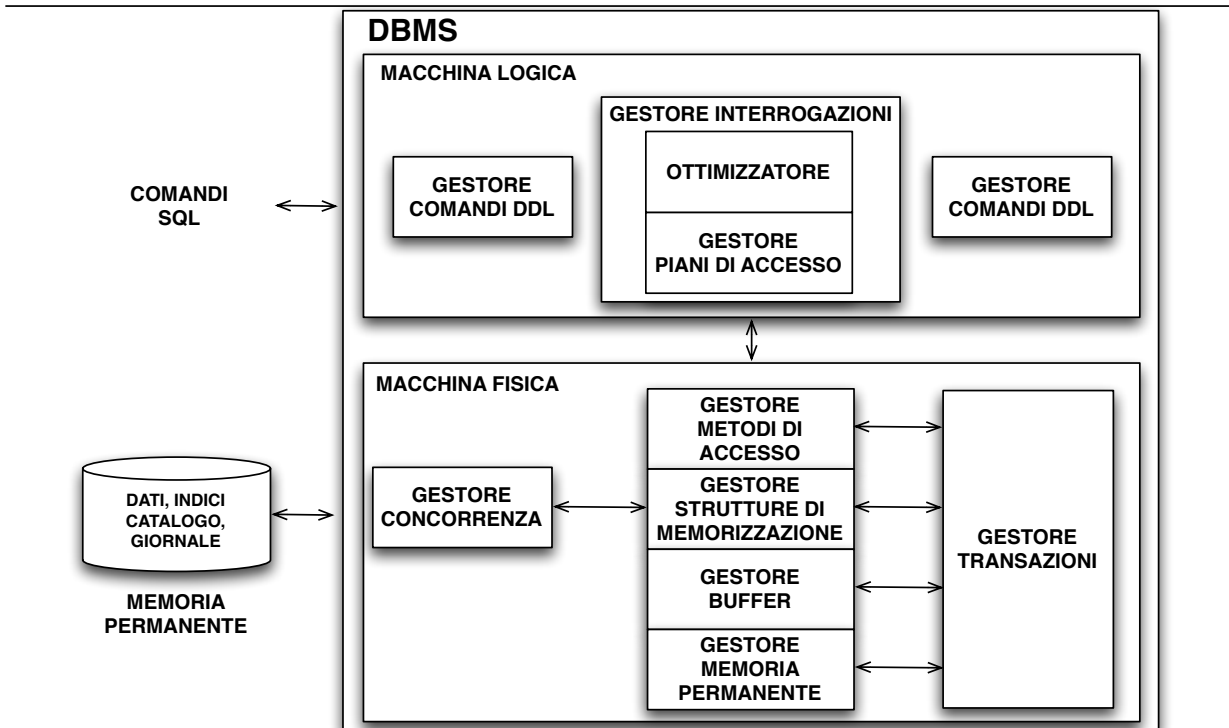 DBMS
MACCHINA LOGICA
GESTORE INTERROGAZIONI
OTTIMIZZATORE
GESTORE
PIANI DI ACCESSO
GESTORE
COMANDI DDL
GESTORE
COMANDI DDL
COMANDI
SQL
MACCHINA FISICA
GESTORE
METODI DI
ACCESSO
GESTORE
STRUTTURE DI
MEMORIZZAZIONE
GESTORE
BUFFER
GESTORE
MEMORIA
PERMANENTE
GESTORE
CONCORRENZA
GESTORE
TRANSAZIONI
DATI, INDICI
CATALOGO,
GIORNALE
MEMORIA
PERMANENTE